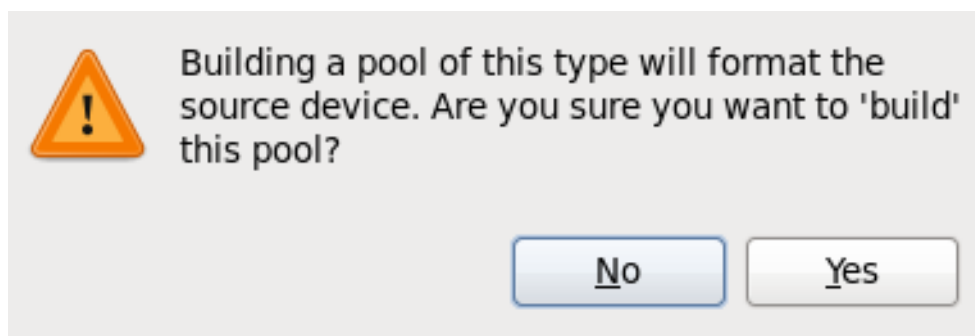 Building a pool of this type will format the
source device. Are you sure you want to 'build'
this pool?
No
Yes